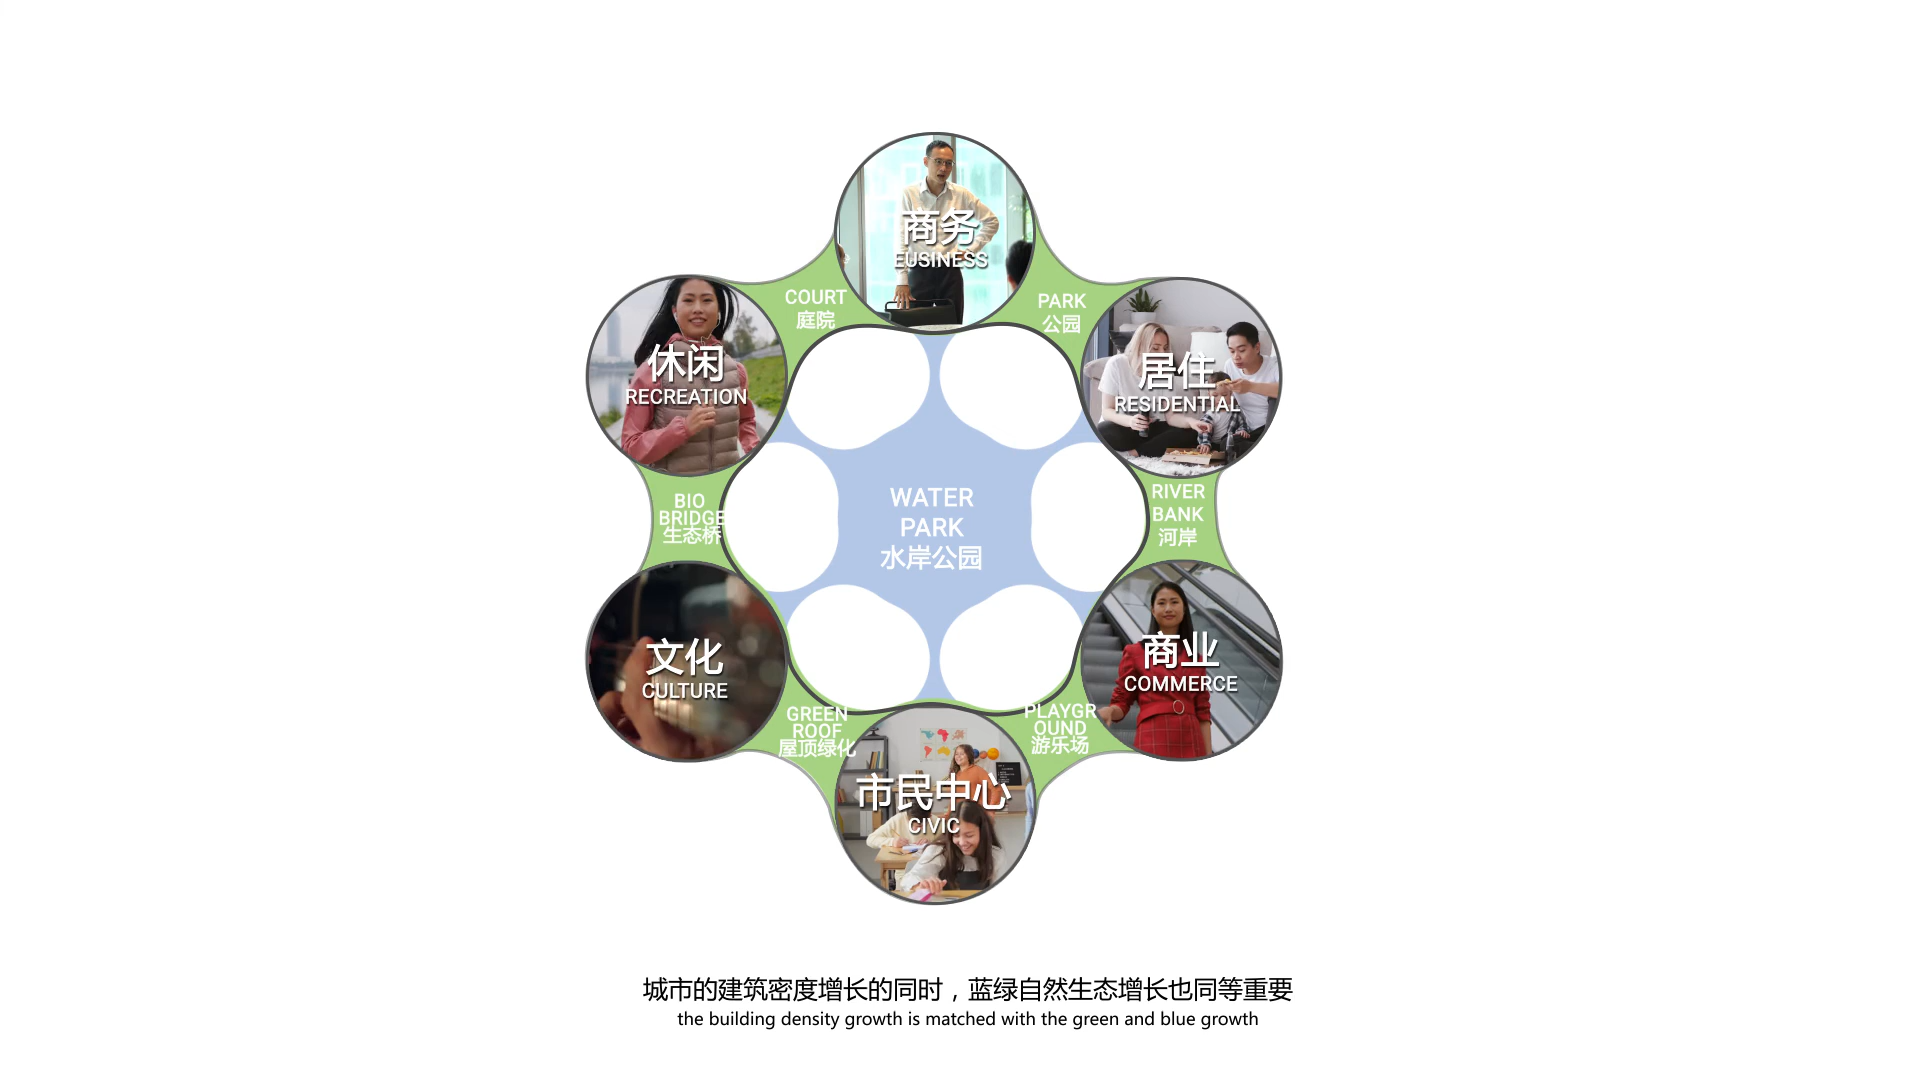 商务
EUSINESS
COURT
庭院
PARK
公园
休闲
RECREATION
居住
RESIDENTIAL
BIO
BRIDGE
生态桥
WATER
PARK
水岸公园
RIVER
BANK
河岸
文化
CULTURE
商业
COMMERCE
GREEN
ROOF
屋顶绿化
PLAYGR
OUND
游乐场
市民中心
CIVIC
城市的建筑密度增长的同时，蓝绿自然生态增长也同等重要
the building density growth is matched with the green and blue growth